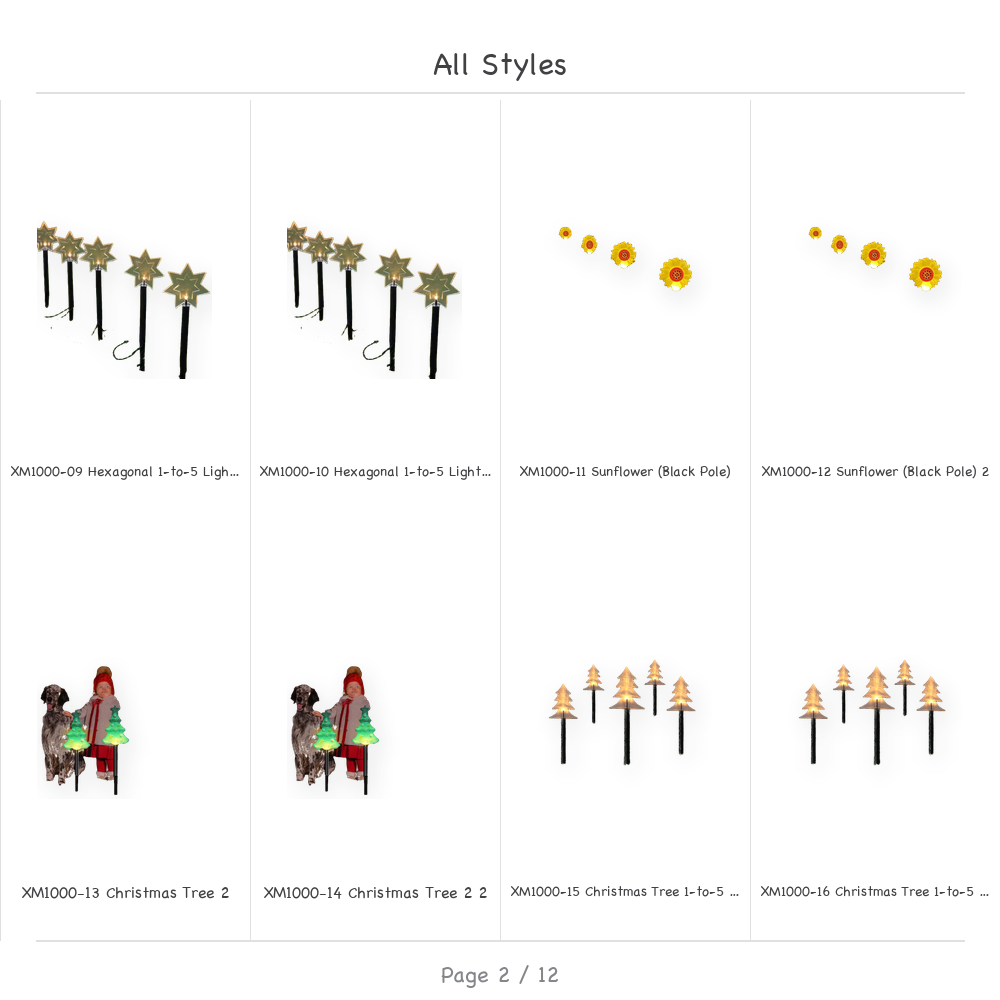 All Styles
XM1000-09 Hexagonal 1-to-5 Ligh...
XM1000-10 Hexagonal 1-to-5 Light...
XM1000-11 Sunflower (Black Pole)
XM1000-12 Sunflower (Black Pole) 2
XM1000-13 Christmas Tree 2
XM1000-14 Christmas Tree 2 2
XM1000-15 Christmas Tree 1-to-5 ...
XM1000-16 Christmas Tree 1-to-5 ...
Page 2 / 12